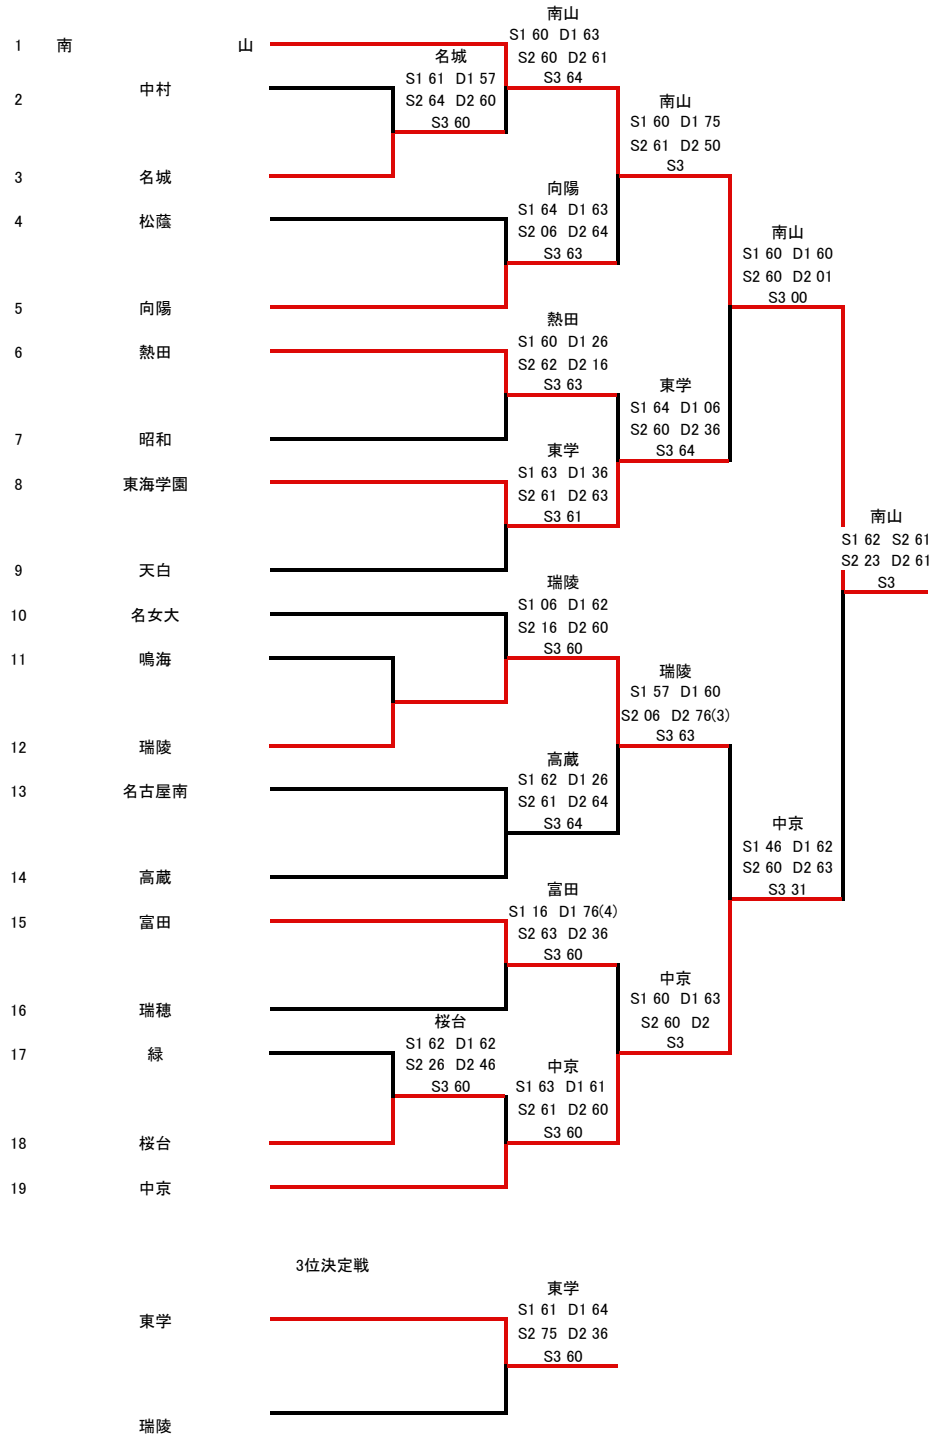 南山
1 南 山
S1 60 D1 63
S2 60 D2 61
S3 64
名城
S1 61 D1 57
S2 64 D2 60
S3 60
2 中村
3 名城
南山
S1 60 D1 75
S2 61 D2 50
S3
4 松蔭
向陽
S1 64 D1 63
S2 06 D2 64
S3 63
5 向陽
南山
S1 60 D1 60
S2 60 D2 01
S3 00
6 熱田
熱田
S1 60 D1 26
S2 62 D2 16
S3 63
7 昭和
東学
S1 64 D1 06
S2 60 D2 36
S3 64
8 東海学園
東学
S1 63 D1 36
S2 61 D2 63
S3 61
9 天白
南山
S1 62 S2 61
S2 23 D2 61
S3
10 名女大
瑞陵
S1 06 D1 62
S2 16 D2 60
S3 60
11 鳴海
12 瑞陵
瑞陵
S1 57 D1 60
S2 06 D2 76(3)
S3 63
13 名古屋南
高蔵
S1 62 D1 26
S2 61 D2 64
S3 64
14 高蔵
中京
S1 46 D1 62
S2 60 D2 63
S3 31
15 富田
富田
S1 16 D1 76(4)
S2 63 D2 36
S3 60
16 瑞穂
中京
S1 60 D1 63
S2 60 D2
S3
17 緑
桜台
S1 62 D1 62
S2 26 D2 46
S3 60
中京
S1 63 D1 61
S2 61 D2 60
S3 60
18 桜台
19 中京
3位決定戦
東学
東学
S1 61 D1 64
S2 75 D2 36
S3 60
瑞陵